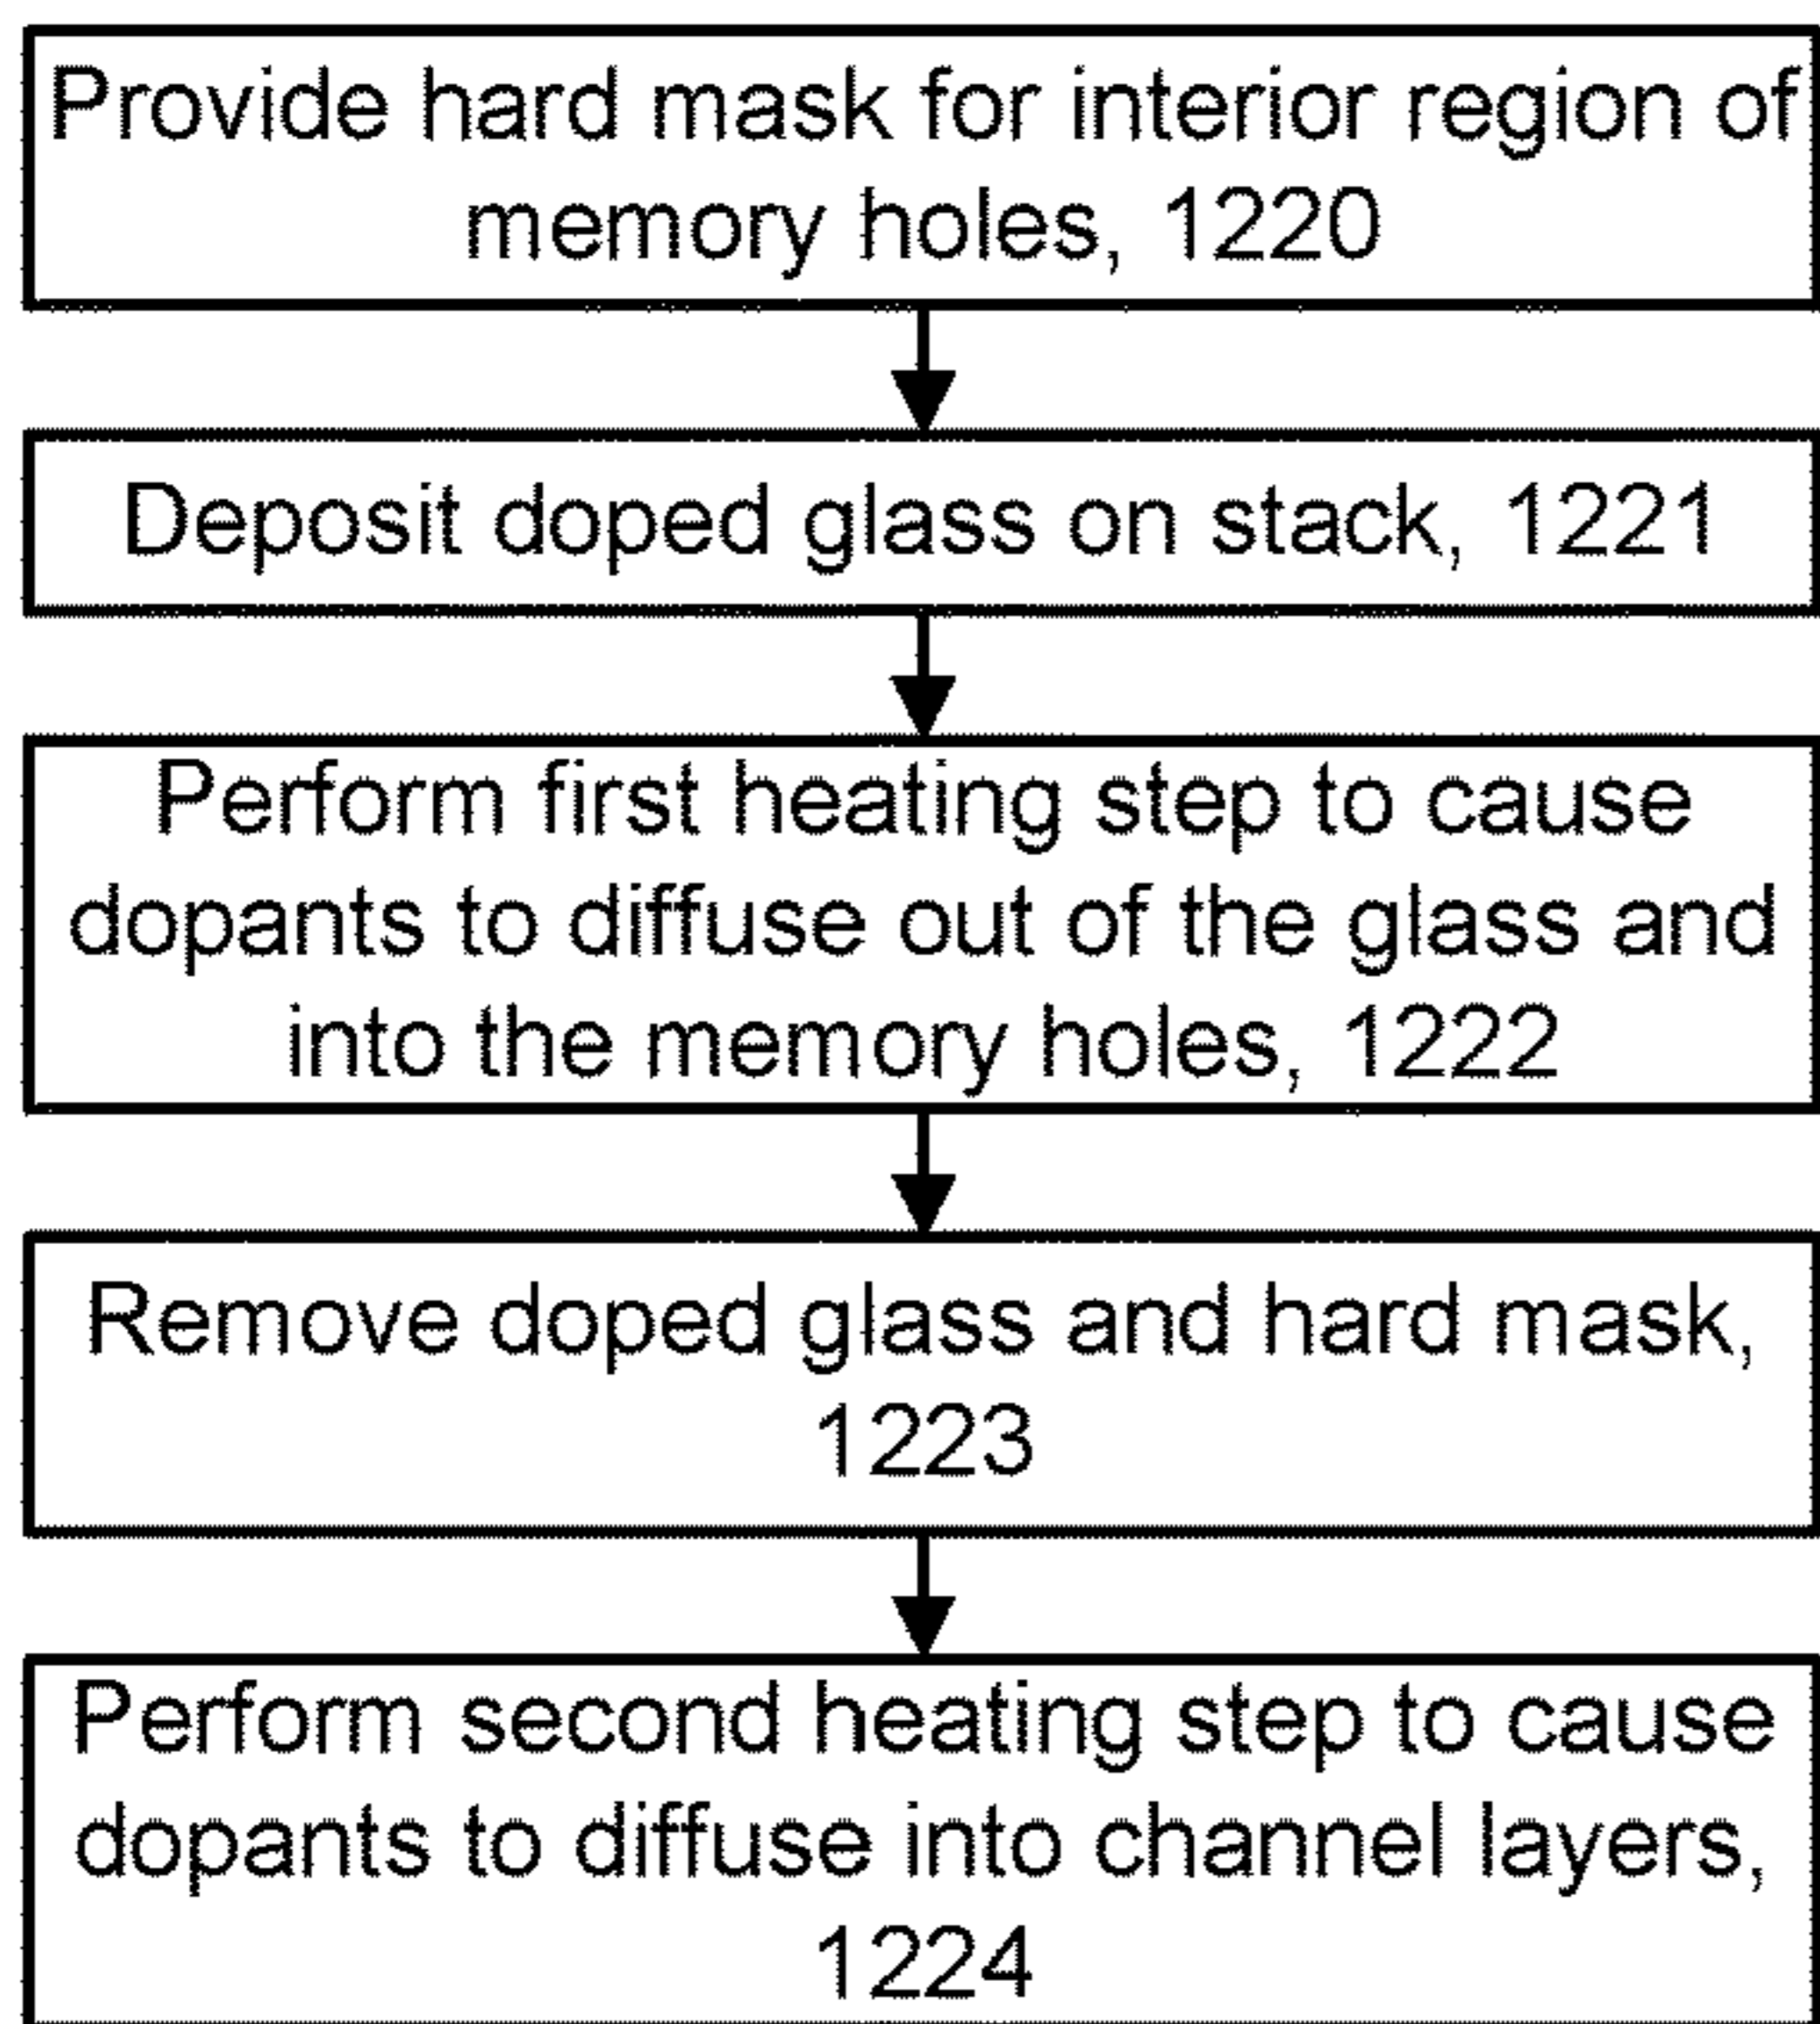 Provide hard mask for interior region of
memory holes, 1220
Deposit doped glass on stack, 1221
Perform first heating step to cause
dopants to diffuse out of the glass and
into the memory holes, 1222
Remove doped glass and hard mask,
1223
Perform second heating step to cause
dopants to diffuse into channel layers,
1224